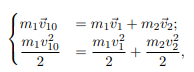 m₁v⃗₁₀ = m₁v⃗₁ + m₂v⃗₂;
m₁v₁₀²/2 = m₁v₁²/2 + m₂v₂²/2,